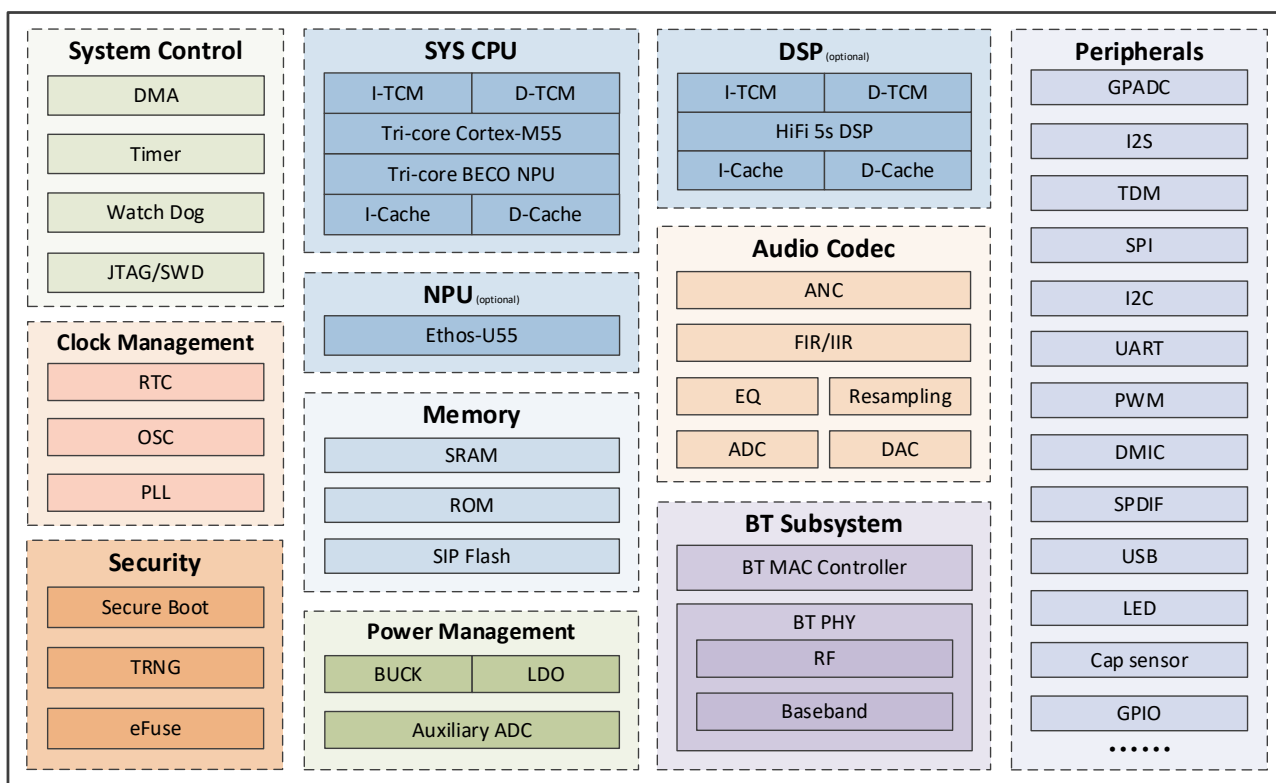 System Control
DMA
Timer
Watch Dog
JTAG/SWD
Clock Management
RTC
OSC
PLL
Security
Secure Boot
TRNG
eFuse
SYS CPU
I-TCM D-TCM
Tri-core Cortex-M55
Tri-core BECO NPU
I-Cache D-Cache
NPU (optional)
Ethos-U55
Memory
SRAM
ROM
SIP Flash
Power Management
BUCK LDO
Auxiliary ADC
DSP (optional)
I-TCM D-TCM
HiFi 5s DSP
I-Cache D-Cache
Audio Codec
ANC
FIR/IIR
EQ Resampling
ADC DAC
BT Subsystem
BT MAC Controller
BT PHY
RF
Baseband
Peripherals
GPADC
I2S
TDM
SPI
I2C
UART
PWM
DMIC
SPDIF
USB
LED
Cap sensor
GPIO
······